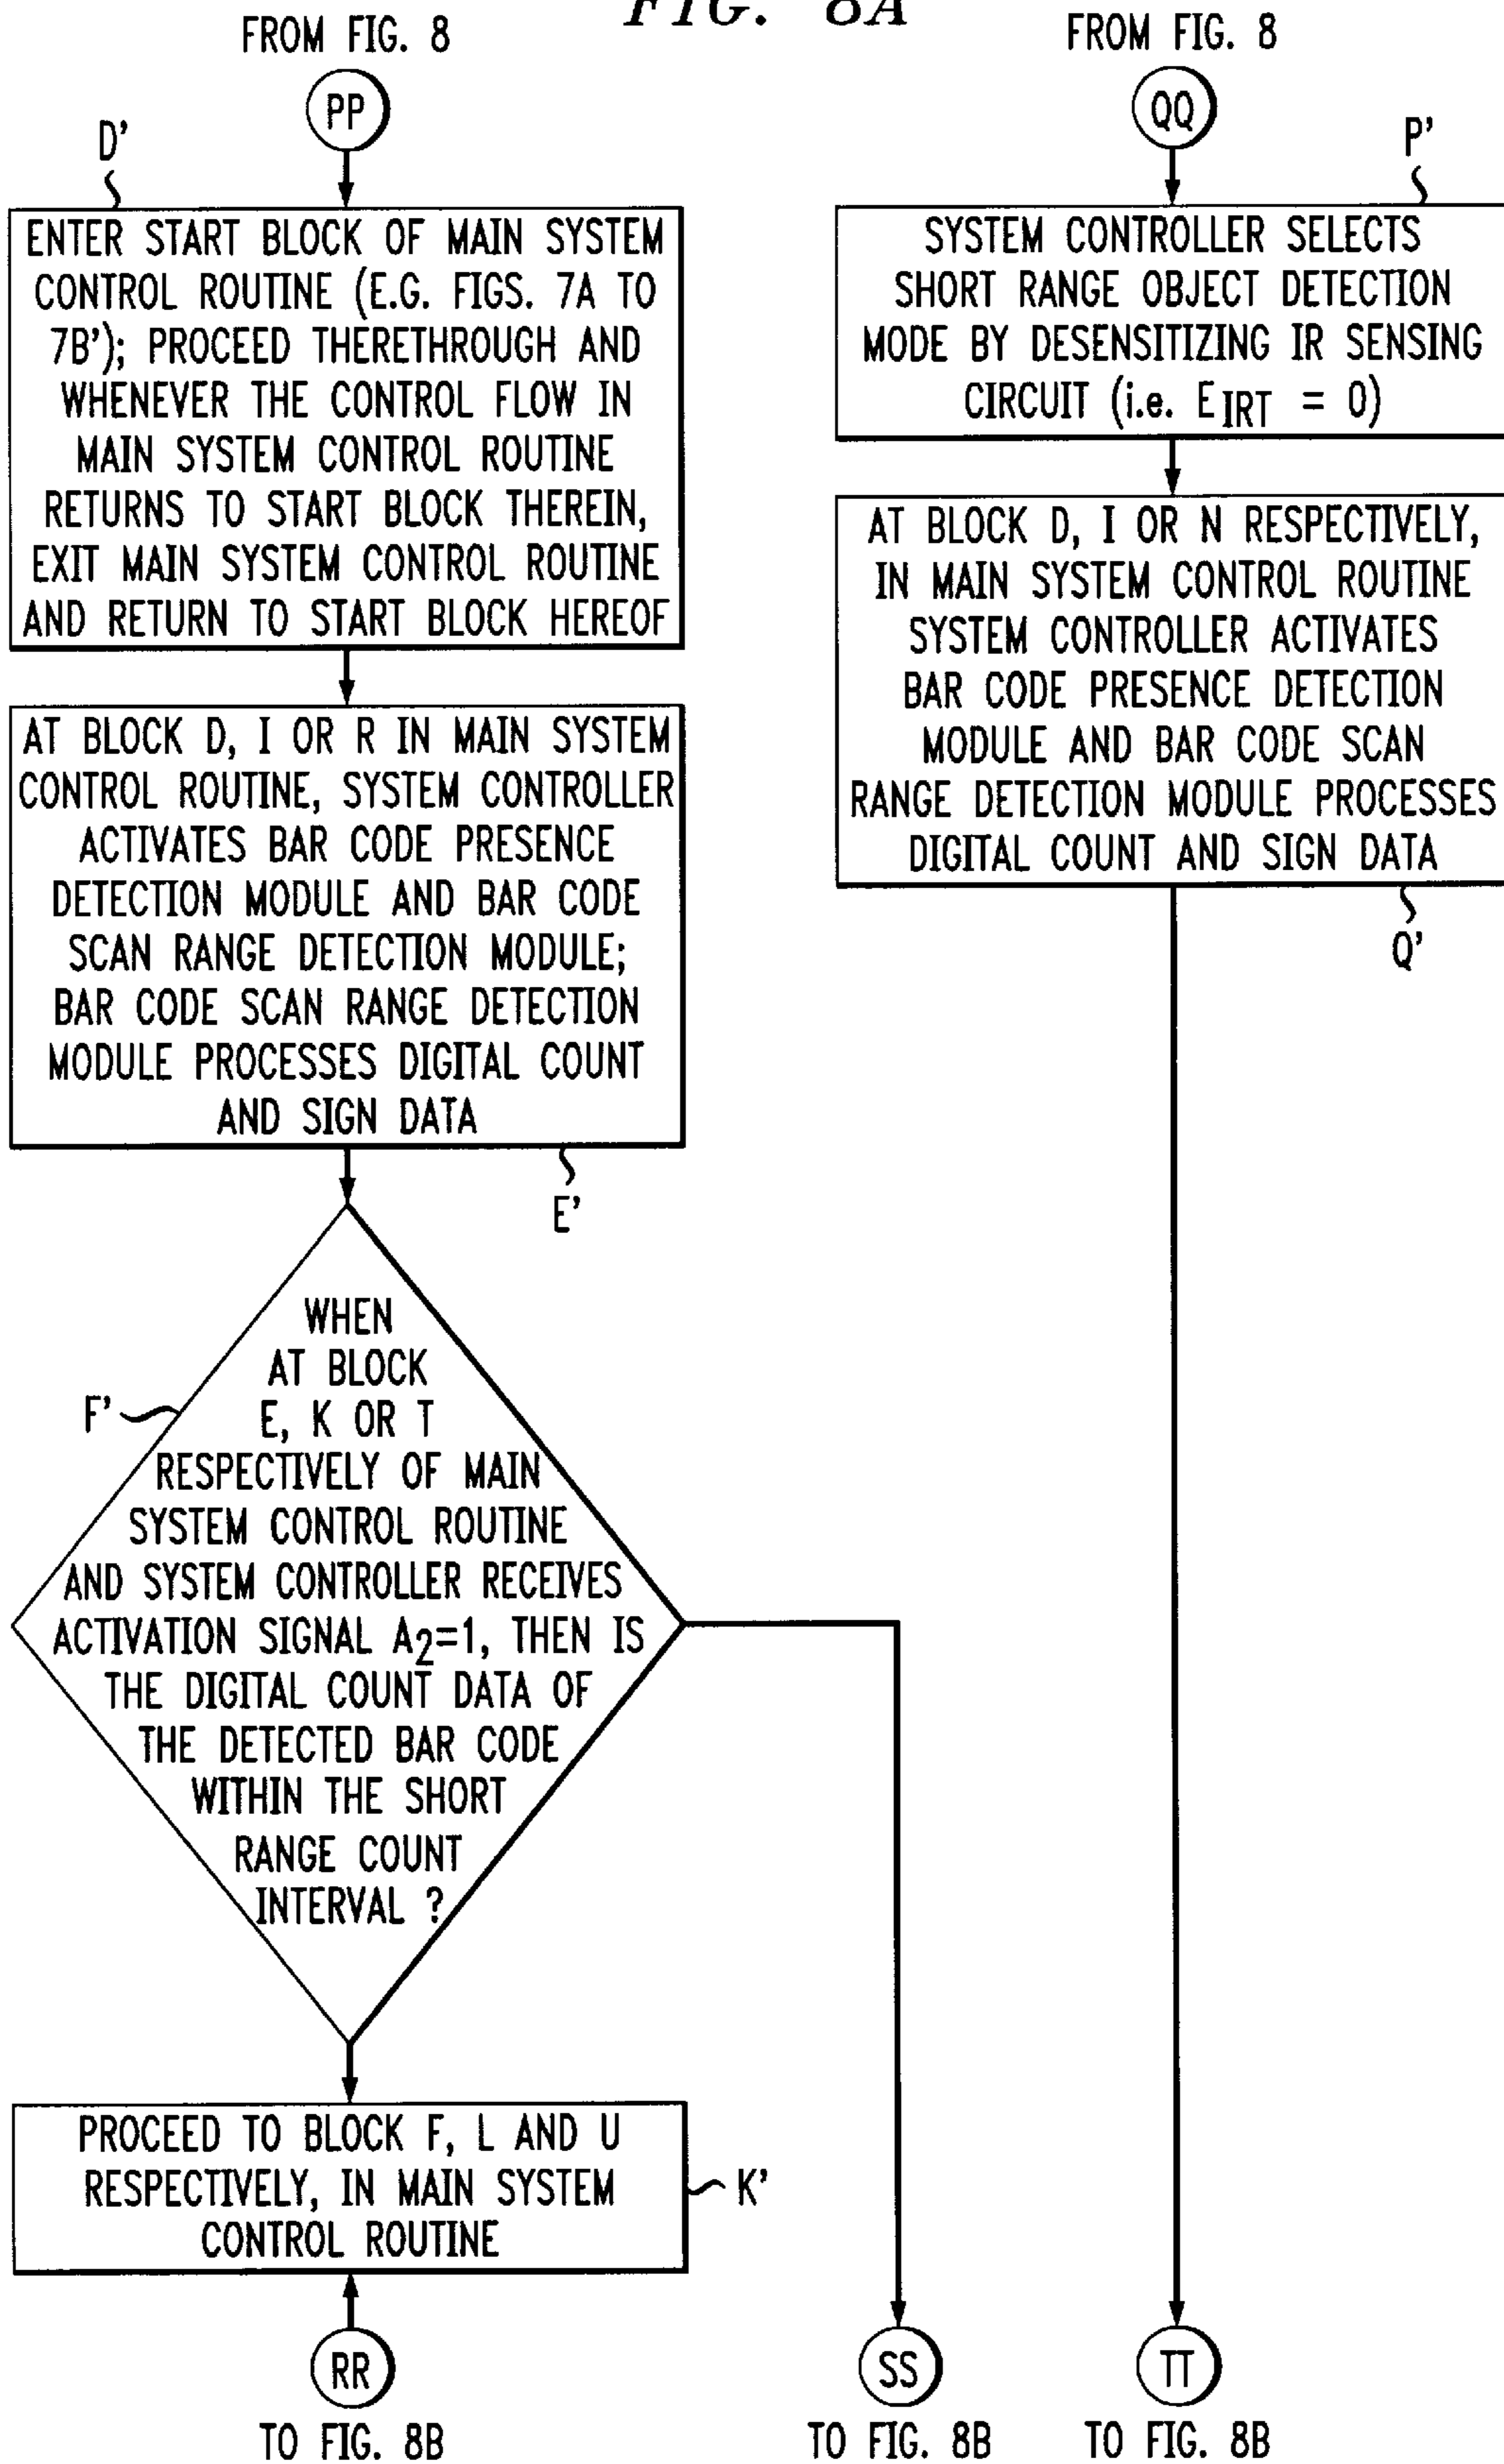 FIG. 8A
FROM FIG. 8
PP
D'
ENTER START BLOCK OF MAIN SYSTEM
CONTROL ROUTINE (E.G. FIGS. 7A TO
7B'); PROCEED THERETHROUGH AND
WHENEVER THE CONTROL FLOW IN
MAIN SYSTEM CONTROL ROUTINE
RETURNS TO START BLOCK THEREIN,
EXIT MAIN SYSTEM CONTROL ROUTINE
AND RETURN TO START BLOCK HEREOF
AT BLOCK D, I OR R IN MAIN SYSTEM
CONTROL ROUTINE, SYSTEM CONTROLLER
ACTIVATES BAR CODE PRESENCE
DETECTION MODULE AND BAR CODE
SCAN RANGE DETECTION MODULE;
BAR CODE SCAN RANGE DETECTION
MODULE PROCESSES DIGITAL COUNT
AND SIGN DATA
E'
WHEN
AT BLOCK
E, K OR T
RESPECTIVELY OF MAIN
SYSTEM CONTROL ROUTINE
AND SYSTEM CONTROLLER RECEIVES
ACTIVATION SIGNAL A2=1, THEN IS
THE DIGITAL COUNT DATA OF
THE DETECTED BAR CODE
WITHIN THE SHORT
RANGE COUNT
INTERVAL ?
F'
PROCEED TO BLOCK F, L AND U
RESPECTIVELY, IN MAIN SYSTEM
CONTROL ROUTINE
K'
RR
TO FIG. 8B
SS
TO FIG. 8B
FROM FIG. 8
QQ
P'
SYSTEM CONTROLLER SELECTS
SHORT RANGE OBJECT DETECTION
MODE BY DESENSITIZING IR SENSING
CIRCUIT (i.e. EIRT = 0)
AT BLOCK D, I OR N RESPECTIVELY,
IN MAIN SYSTEM CONTROL ROUTINE
SYSTEM CONTROLLER ACTIVATES
BAR CODE PRESENCE DETECTION
MODULE AND BAR CODE SCAN
RANGE DETECTION MODULE PROCESSES
DIGITAL COUNT AND SIGN DATA
Q'
TT
TO FIG. 8B